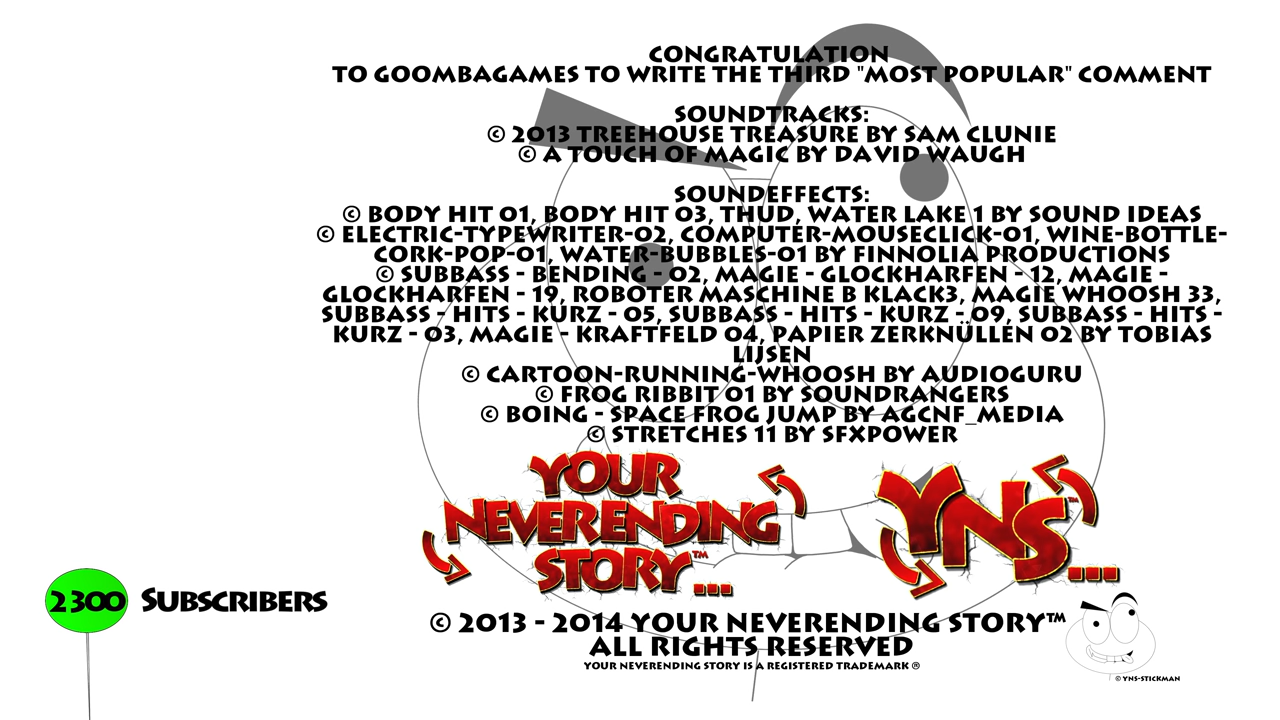 CONGRATULATION
TO GOOMBAGAMES TO WRITE THE THIRD "MOST POPULAR" COMMENT
SOUNDTRACKS:
© 2013 TREEHOUSE TREASURE BY SAM CLUNIE
© A TOUCH OF MAGIC BY DAVID WAUGH
SOUNDEFFECTS:
© BODY HIT 01, BODY HIT 03, THUD, WATER LAKE 1 BY SOUND IDEAS
© ELECTRIC-TYPEWRITER-02, COMPUTER-MOUSECLICK-01, WINE-BOTTLE-
CORK-POP-01, WATER-BUBBLES-01 BY FINNOLIA PRODUCTIONS
© SUBBASS - BENDING - 02, MAGIE - GLOCKHARFEN - 12, MAGIE -
GLOCKHARFEN - 19, ROBOTER MASCHINE B KLACK3, MAGIE WHOOSH 33,
SUBBASS - HITS - KURZ - 05, SUBBASS - HITS - KURZ - 09, SUBBASS - HITS -
KURZ - 03, MAGIE - KRAFTFELD 04, PAPIER ZERKNÜLLEN 02 BY TOBIAS
LIJSEN
© CARTOON-RUNNING-WHOOSH BY AUDIOGURU
© FROG RIBBIT 01 BY SOUNDRANGERS
© BOING - SPACE FROG JUMP BY AGCNF_MEDIA
© STRETCHES 11 BY SFXPOWER
YOUR
NEVERENDING
STORY™...
YNS™...
2300 SUBSCRIBERS
© 2013 - 2014 YOUR NEVERENDING STORY™
ALL RIGHTS RESERVED
YOUR NEVERENDING STORY IS A REGISTERED TRADEMARK ®
© YNS-STICKMAN